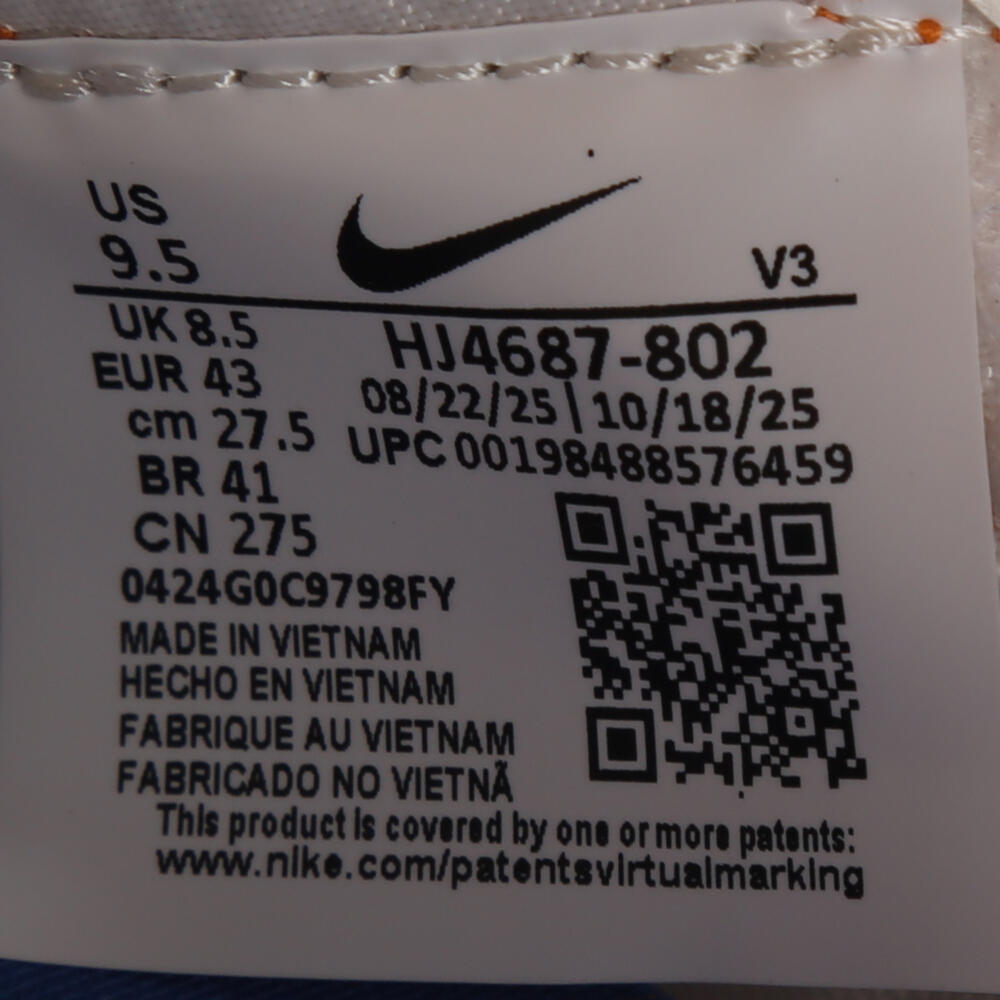 US
9.5
V3
UK 8.5
HJ4687-802
EUR 43
08/22/25 | 10/18/25
cm 27.5
UPC 00198488576459
BR 41
CN 275
0424G0C9798FY
MADE IN VIETNAM
HECHO EN VIETNAM
FABRIQUE AU VIETNAM
FABRICADO NO VIETNÃ
This product is covered by one or more patents:
www.nike.com/patentsvirtualmarking